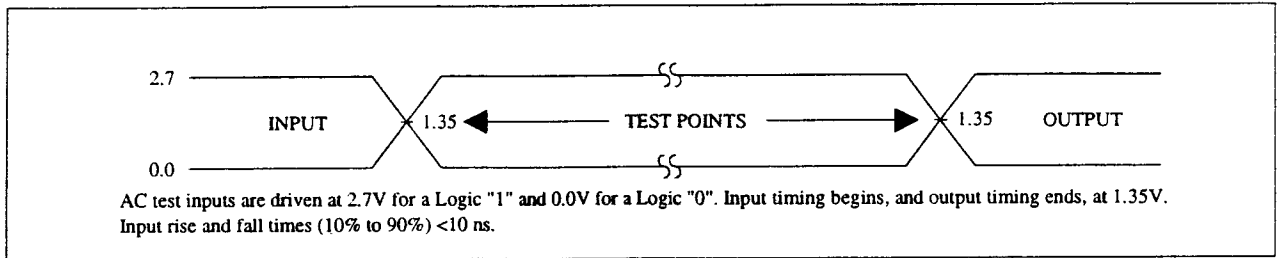 2.7
INPUT 1.35 TEST POINTS 1.35 OUTPUT
0.0
AC test inputs are driven at 2.7V for a Logic "1" and 0.0V for a Logic "0". Input timing begins, and output timing ends, at 1.35V.
Input rise and fall times (10% to 90%) <10 ns.